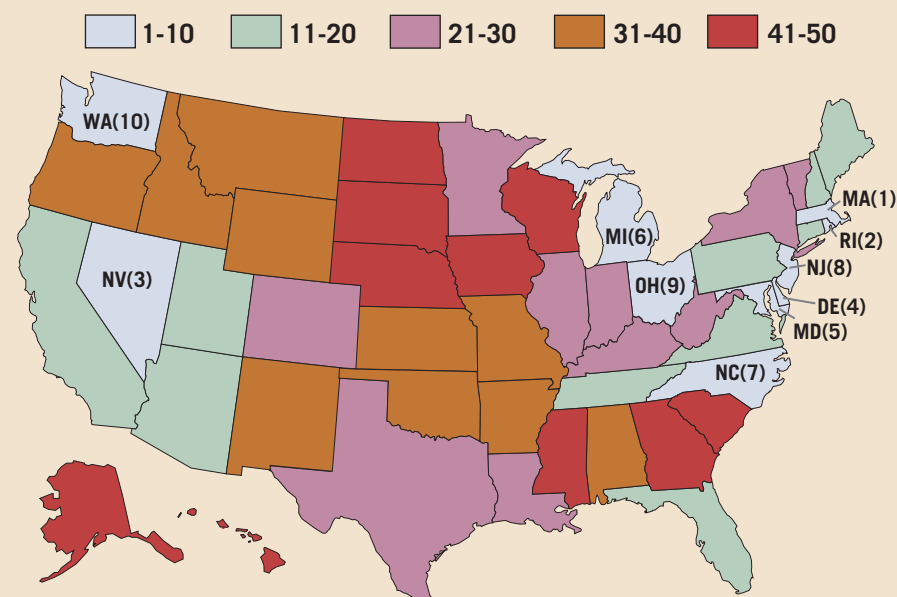 1-10
11-20
21-30
31-40
41-50
WA(10)
MA(1)
RI(2)
MI(6)
NJ(8)
NV(3)
OH(9)
DE(4)
MD(5)
NC(7)